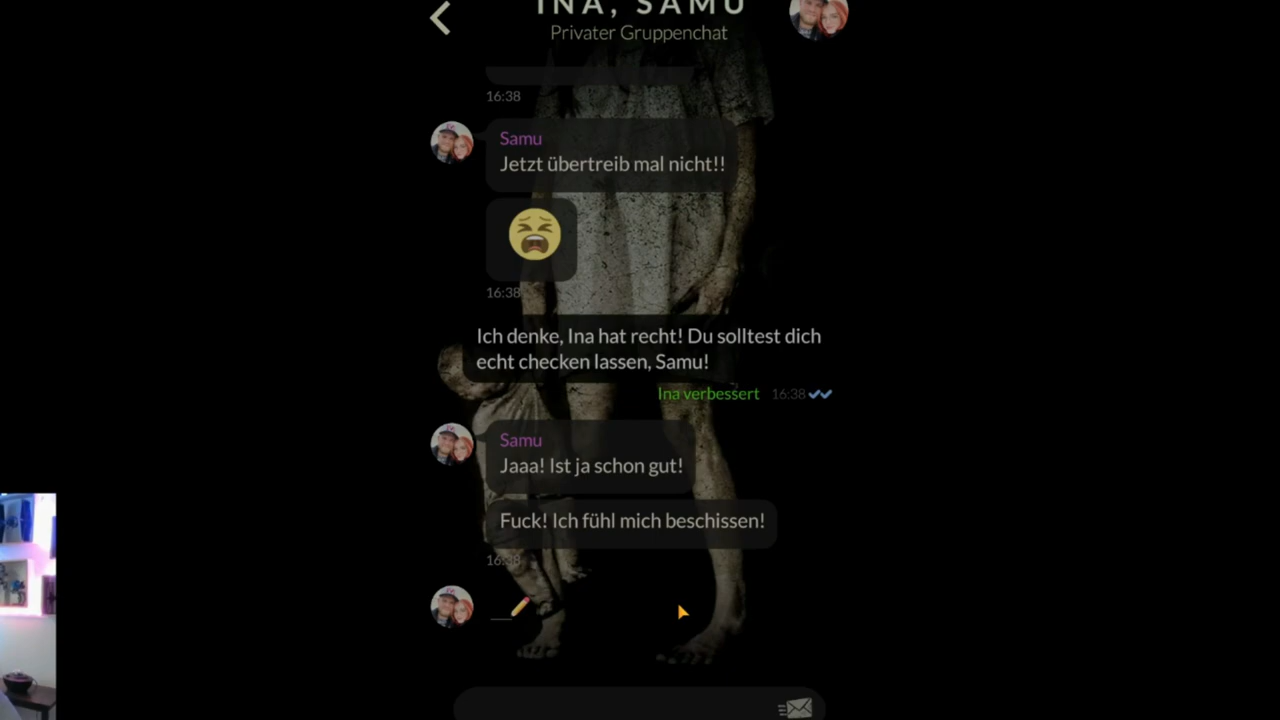 INA, SAMU
Privater Gruppenchat
16:38
Samu
Jetzt übertreib mal nicht!!
16:38
Ich denke, Ina hat recht! Du solltest dich
echt checken lassen, Samu!
Ina verbessert 16:38
Samu
Jaaa! Ist ja schon gut!
Fuck! Ich fühl mich beschissen!
16:38